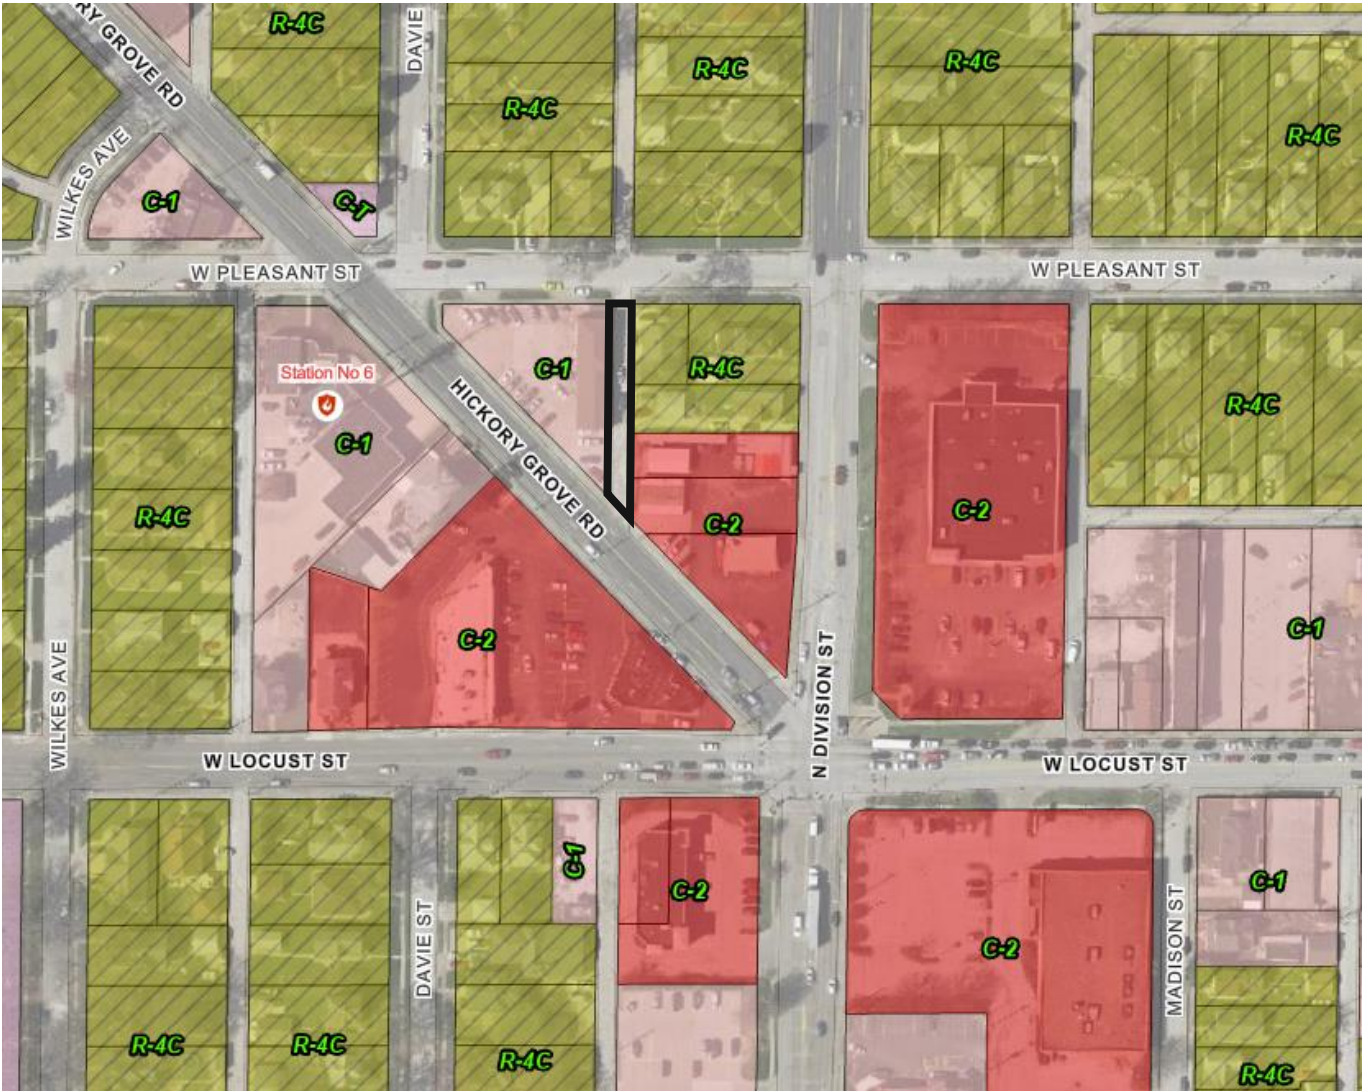 RY GROVE RD
R-4C
DAVIE
R-4C
R-4C
R-4C
R-4C
WILKES AVE
C-1
C-T
W PLEASANT ST
W PLEASANT ST
Station No 6
C-1
C-1
R-4C
R-4C
HICKORY GROVE RD
R-4C
C-2
C-2
C-2
C-1
WILKES AVE
N DIVISION ST
W LOCUST ST
W LOCUST ST
C-1
C-2
C-1
DAVIE ST
C-2
MADISON ST
R-4C
R-4C
R-4C
R-4C